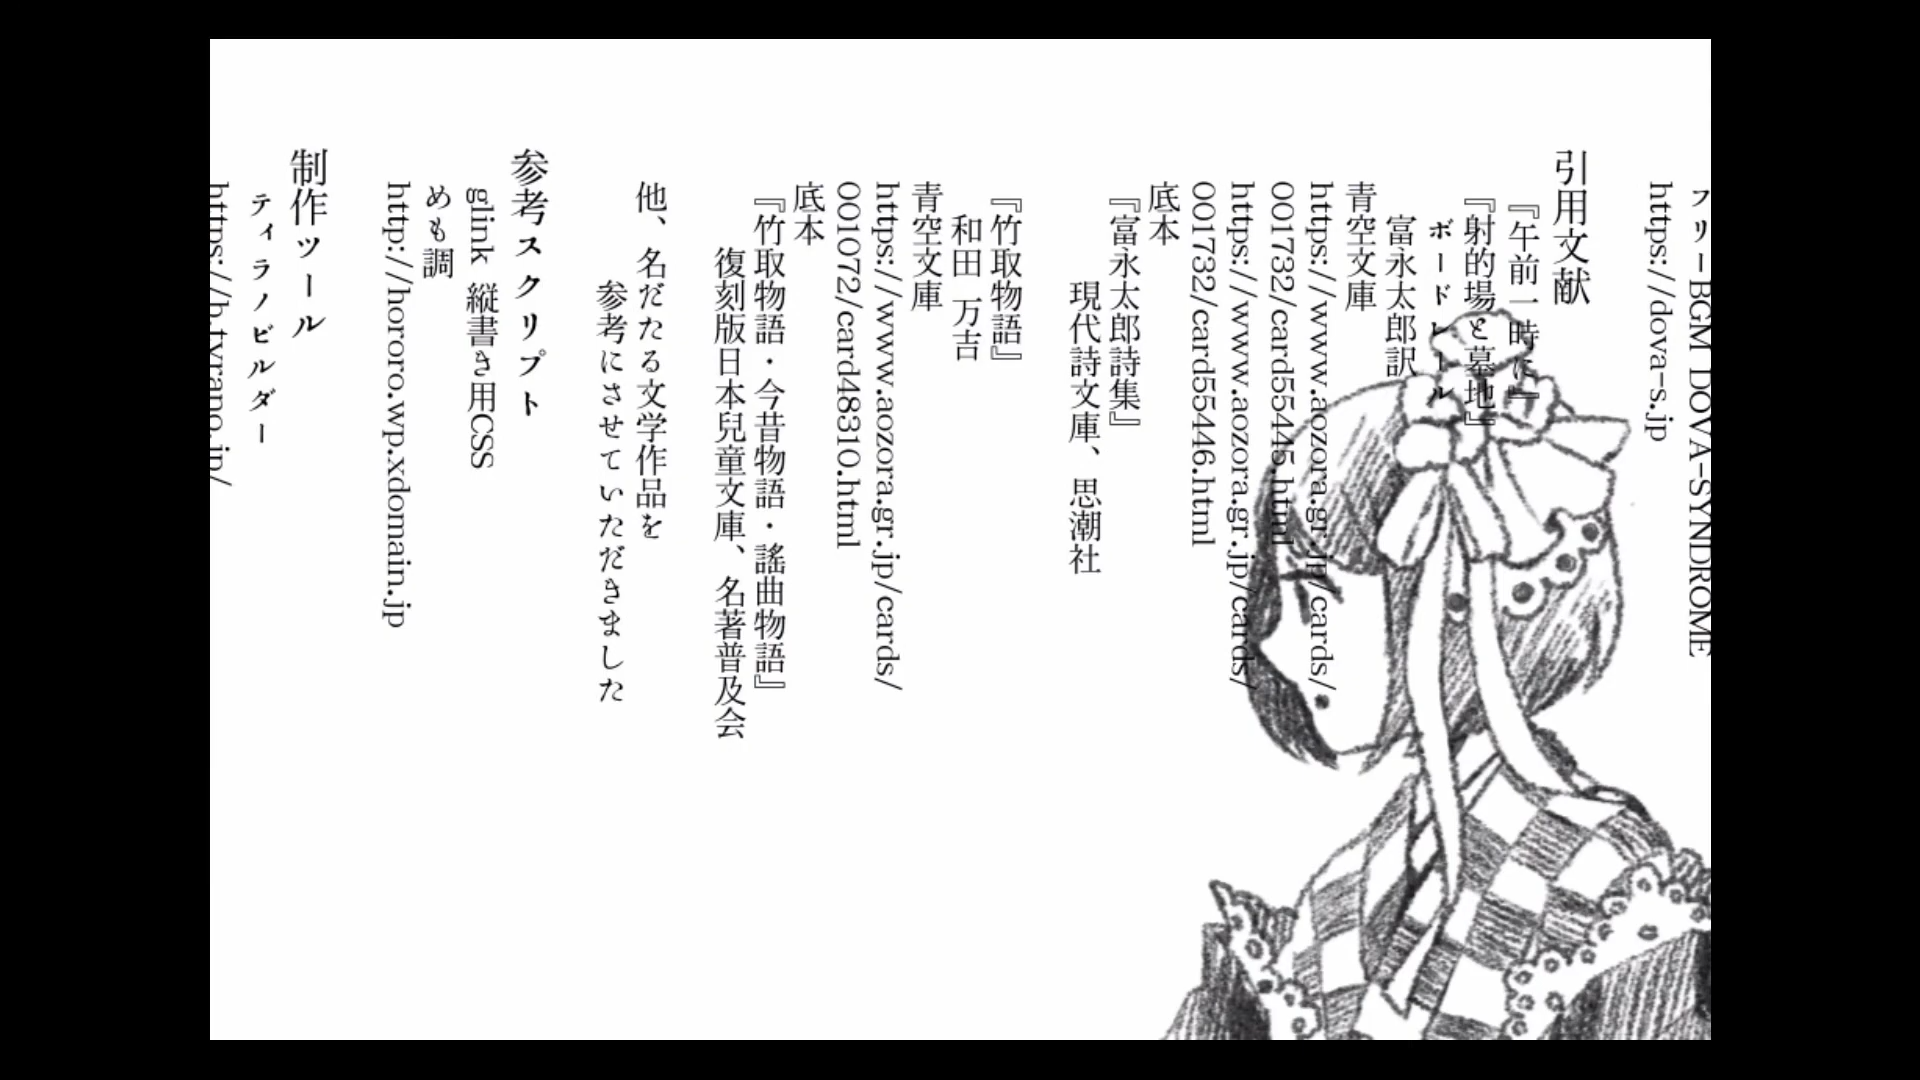 フリーBGM DOVA-SYNDROME
https://dova-s.jp
引用文献
『午前一時に』
『射的場と墓地』
ボードレール
富永太郎訳
青空文庫
https://www.aozora.gr.jp/cards/
001732/card55445.html
https://www.aozora.gr.jp/cards/
001732/card55446.html
底本
『富永太郎詩集』
現代詩文庫、思潮社
『竹取物語』
和田 万吉
青空文庫
https://www.aozora.gr.jp/cards/
001072/card48310.html
底本
『竹取物語・今昔物語・謠曲物語』
復刻版日本兒童文庫、名著普及会
他、名だたる文学作品を
参考にさせていただきました
参考スクリプト
glink 縦書き用CSS
めも調
http://hororo.wp.xdomain.jp
制作ツール
ティラノビルダー
https://b.tyrano.jp/